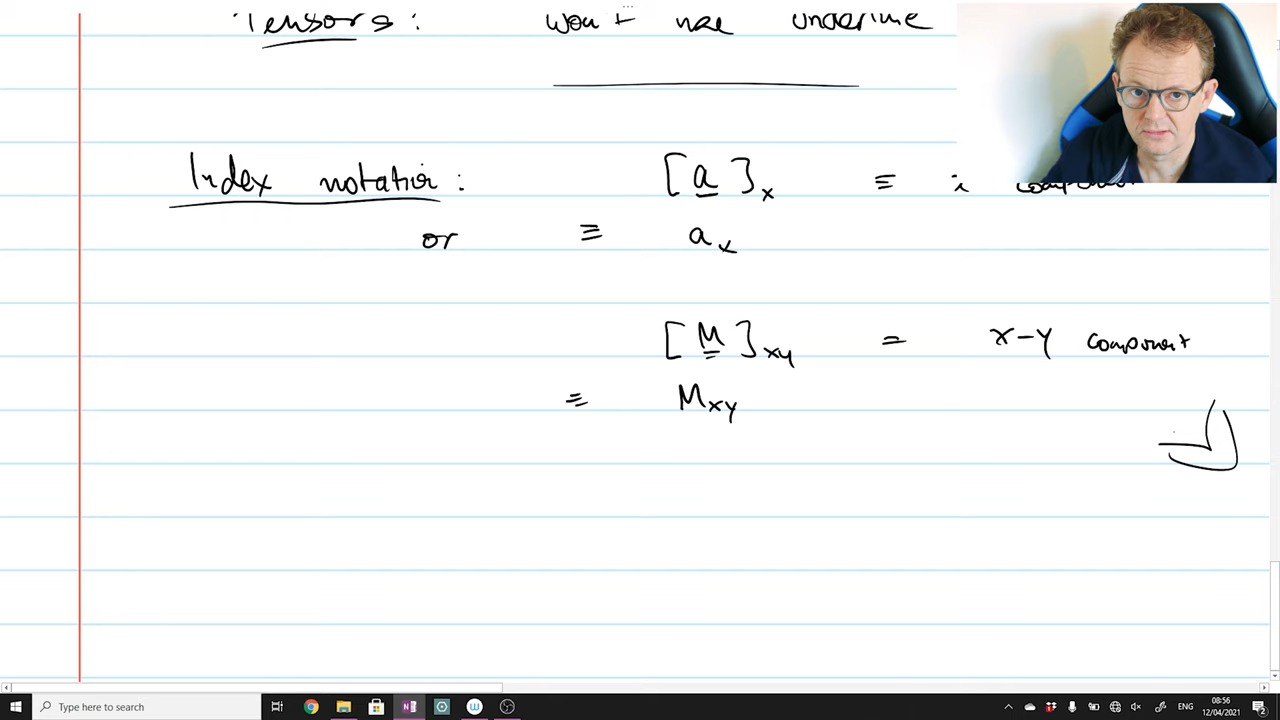 Tensors: won't use underline
Index notation: [a]x ≡ i component
or ≡ ax
[M]xy = x-y component
≡ Mxy
Type here to search
ENG
08:56
12/04/2021
2